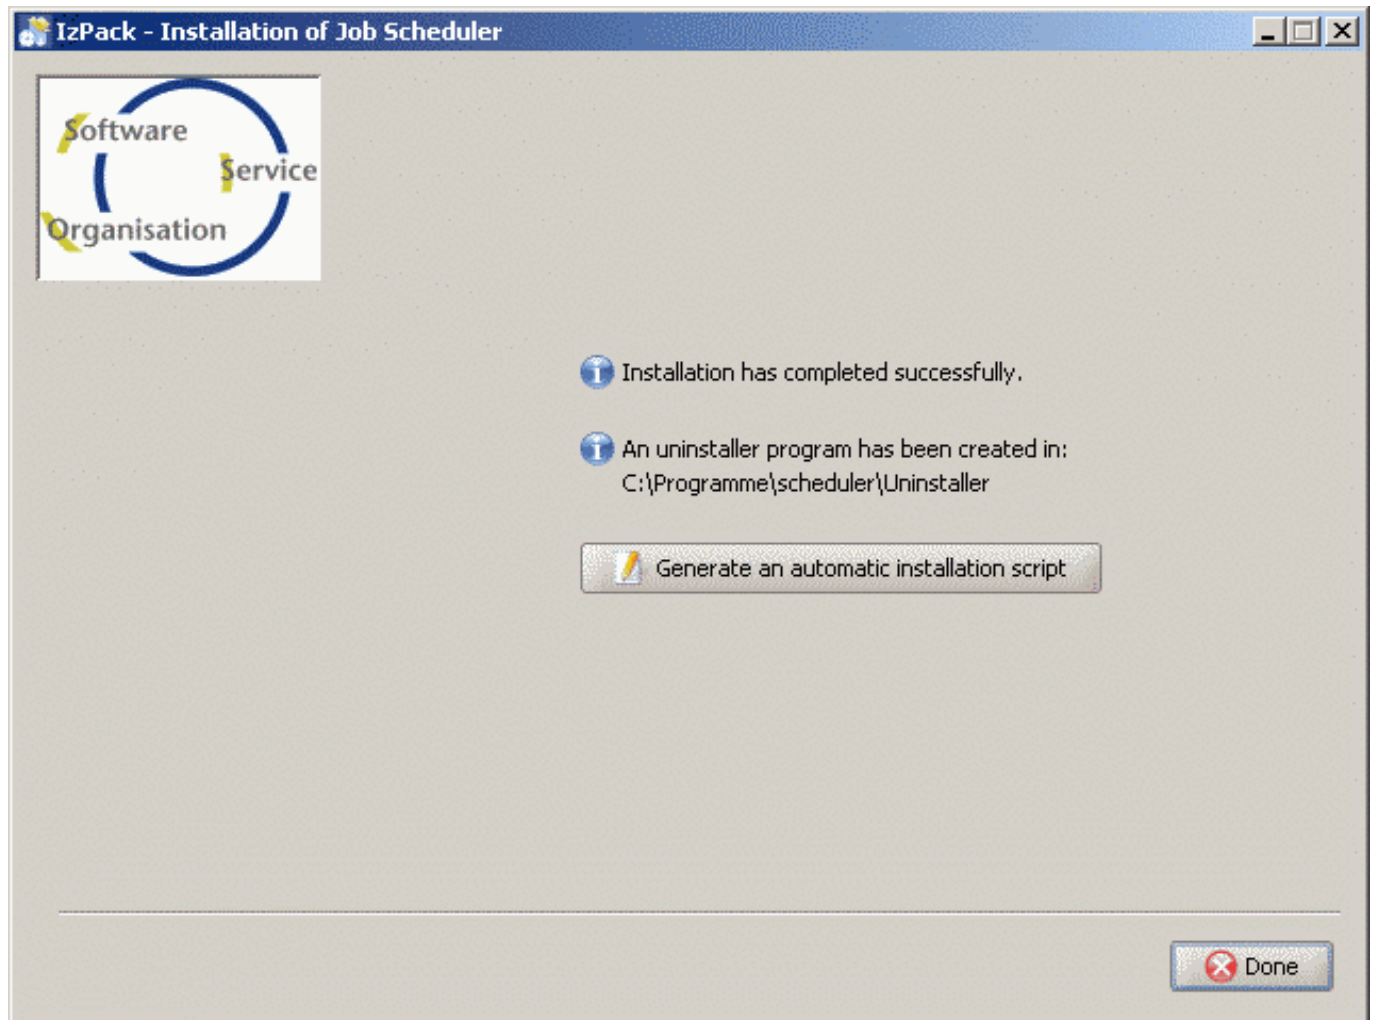 IzPack - Installation of Job Scheduler
Software
Service
Organisation
Installation has completed successfully.
An uninstaller program has been created in:
C:\Programme\scheduler\Uninstaller
Generate an automatic installation script
Done